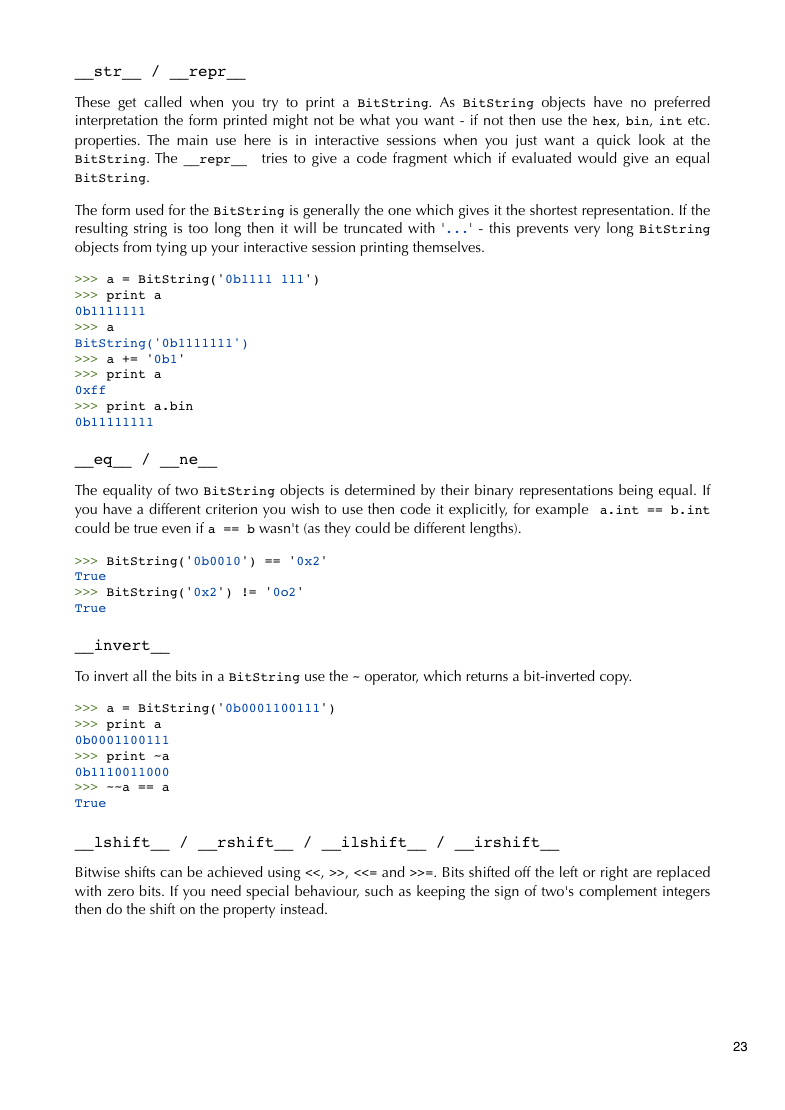 __str__ / __repr__
These get called when you try to print a BitString. As BitString objects have no preferred
interpretation the form printed might not be what you want - if not then use the hex, bin, int etc.
properties. The main use here is in interactive sessions when you just want a quick look at the
BitString. The __repr__ tries to give a code fragment which if evaluated would give an equal
BitString.
The form used for the BitString is generally the one which gives it the shortest representation. If the
resulting string is too long then it will be truncated with '...' - this prevents very long BitString
objects from tying up your interactive session printing themselves.
>>> a = BitString('0b1111 111')
>>> print a
0b1111111
>>> a
BitString('0b1111111')
>>> a += '0b1'
>>> print a
0xff
>>> print a.bin
0b11111111
__eq__ / __ne__
The equality of two BitString objects is determined by their binary representations being equal. If
you have a different criterion you wish to use then code it explicitly, for example a.int == b.int
could be true even if a == b wasn't (as they could be different lengths).
>>> BitString('0b0010') == '0x2'
True
>>> BitString('0x2') != '0o2'
True
__invert__
To invert all the bits in a BitString use the ~ operator, which returns a bit-inverted copy.
>>> a = BitString('0b0001100111')
>>> print a
0b0001100111
>>> print ~a
0b1110011000
>>> ~~a == a
True
__lshift__ / __rshift__ / __ilshift__ / __irshift__
Bitwise shifts can be achieved using <<, >>, <<= and >>=. Bits shifted off the left or right are replaced
with zero bits. If you need special behaviour, such as keeping the sign of two's complement integers
then do the shift on the property instead.
23